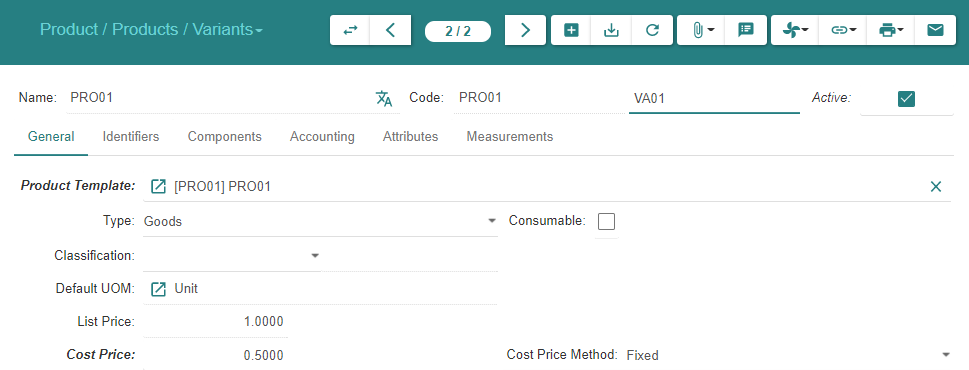 Product / Products / Variants
2 / 2
Name: PRO01 Code: PRO01 VA01 Active:
General Identifiers Components Accounting Attributes Measurements
Product Template: [PRO01] PRO01
Type: Goods Consumable:
Classification:
Default UOM: Unit
List Price: 1.0000
Cost Price: 0.5000 Cost Price Method: Fixed